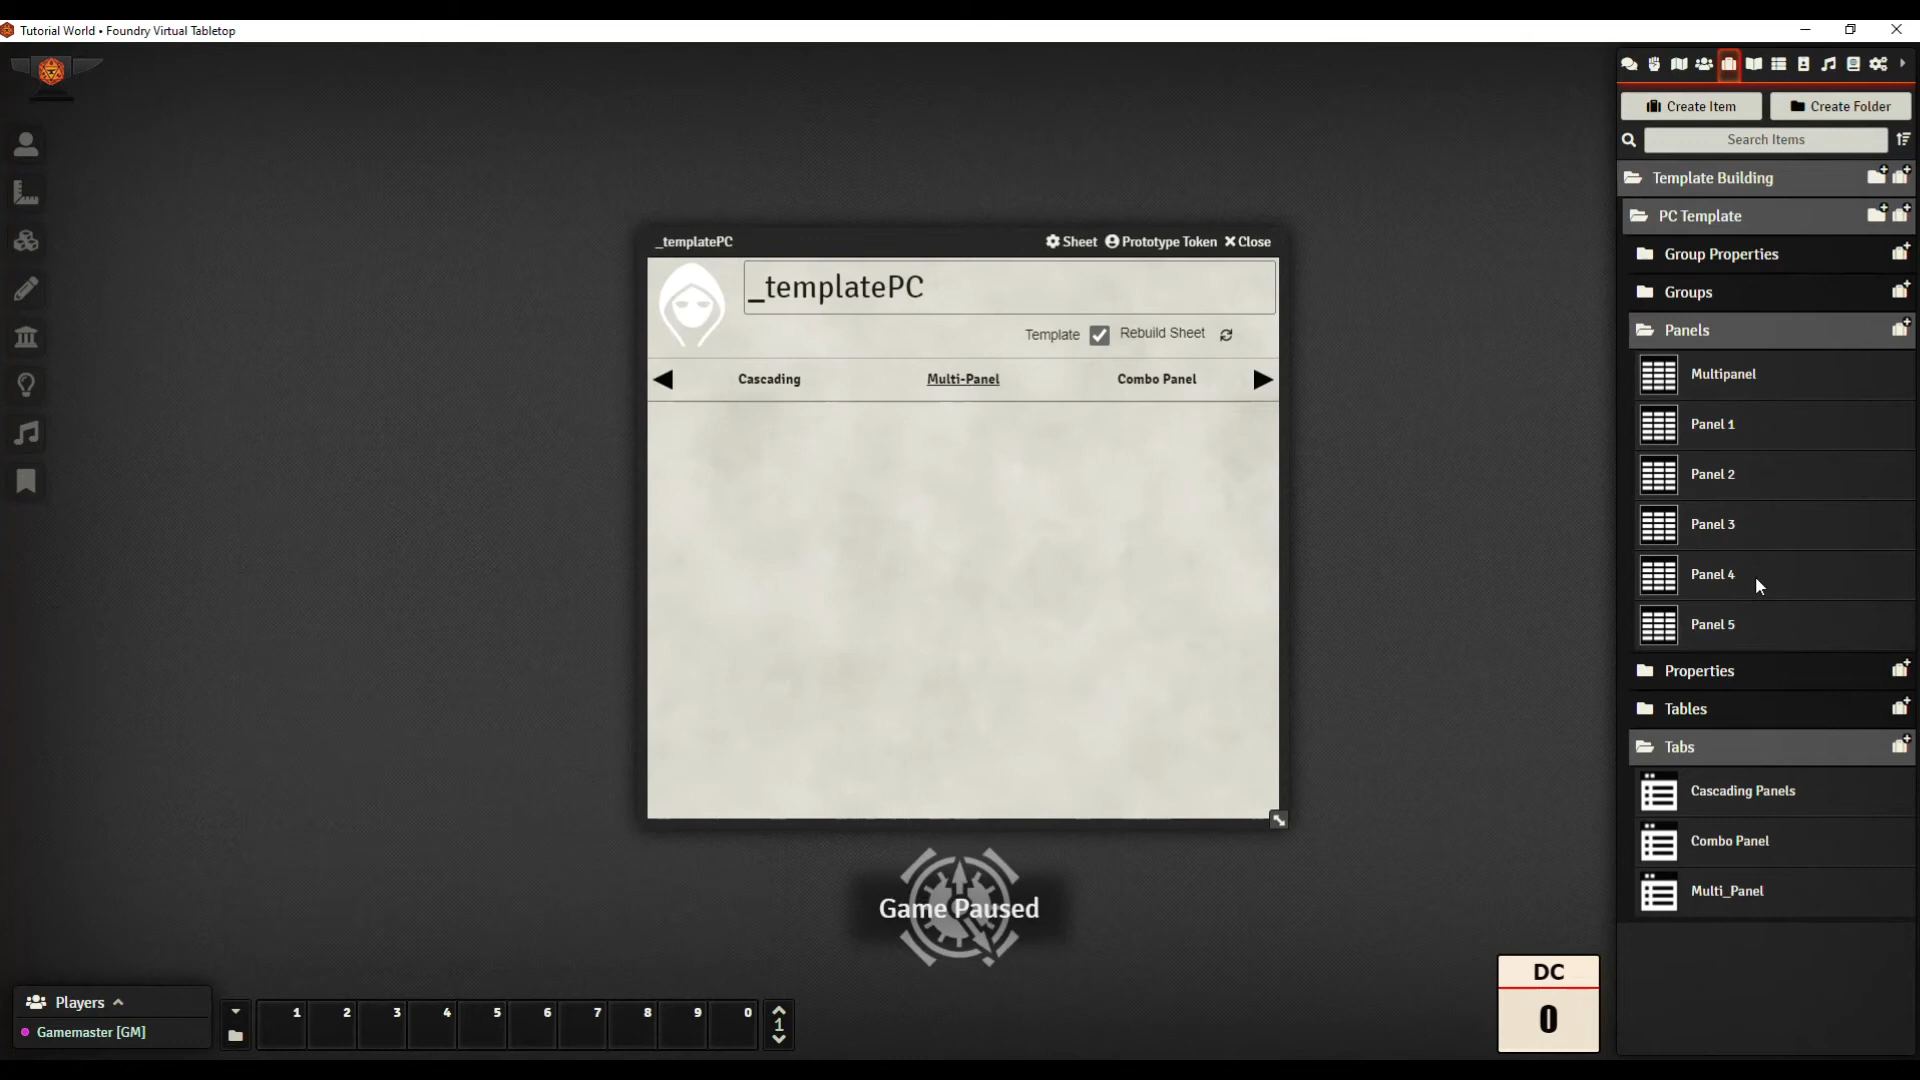 Tutorial World • Foundry Virtual Tabletop
Create Item
Create Folder
Search Items
Template Building
PC Template
Group Properties
Groups
Panels
Multipanel
Panel 1
Panel 2
Panel 3
Panel 4
Panel 5
Properties
Tables
Tabs
Cascading Panels
Combo Panel
Multi_Panel
_templatePC
Sheet
Prototype Token
Close
_templatePC
Template
Rebuild Sheet
Cascading
Multi-Panel
Combo Panel
Game Paused
Players
Gamemaster [GM]
1 2 3 4 5 6 7 8 9 0
1
DC
0